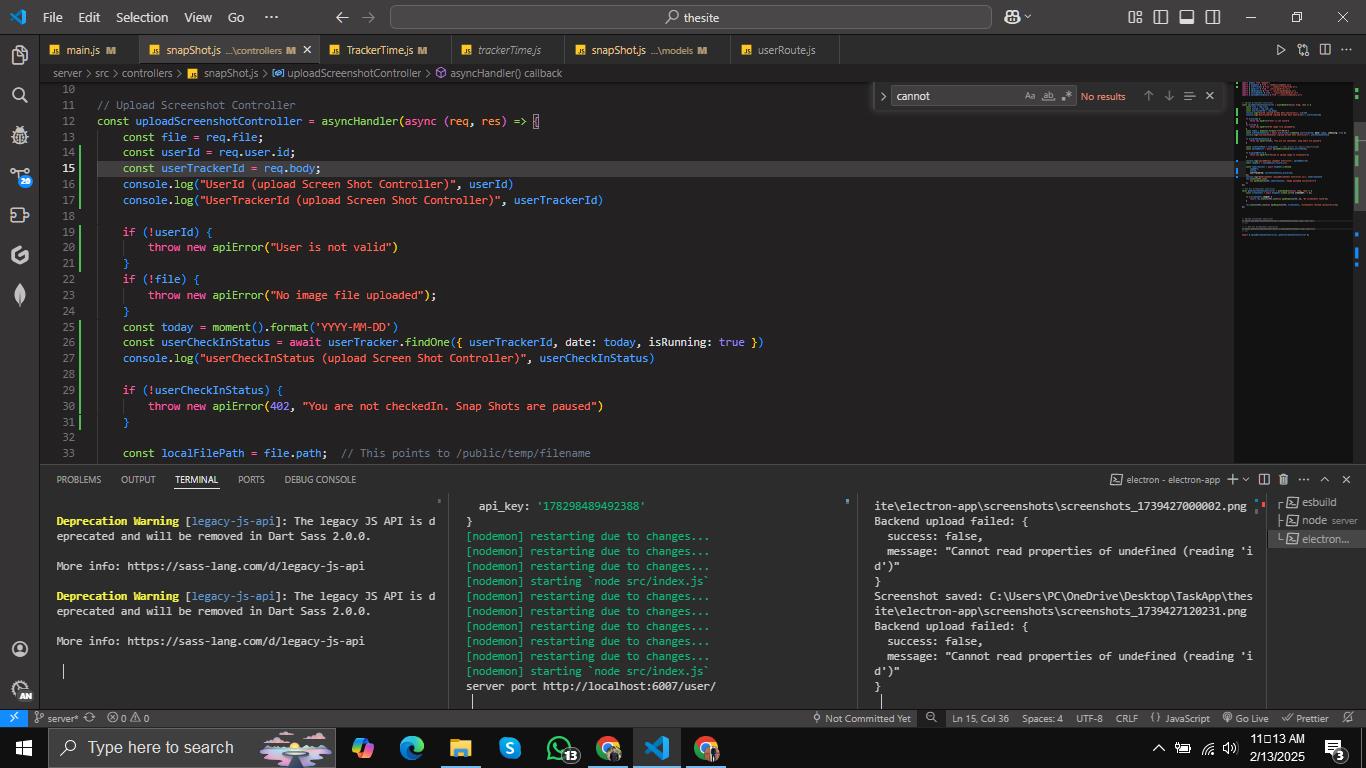 File Edit Selection View Go ···
thesite
main.js M
snapShot.js ...\controllers M
TrackerTime.js M
trackerTime.js
snapShot.js ...\models M
userRoute.js
server > src > controllers > snapShot.js > uploadScreenshotController > asyncHandler() callback
cannot
Aa ab .*
No results
10
11 // Upload Screenshot Controller
12 const uploadScreenshotController = asyncHandler(async (req, res) => {
13 const file = req.file;
14 const userId = req.user.id;
15 const userTrackerId = req.body;
16 console.log("UserId (upload Screen Shot Controller)", userId)
17 console.log("UserTrackerId (upload Screen Shot Controller)", userTrackerId)
18
19 if (!userId) {
20 throw new apiError("User is not valid")
21 }
22 if (!file) {
23 throw new apiError("No image file uploaded");
24 }
25 const today = moment().format('YYYY-MM-DD')
26 const userCheckInStatus = await userTracker.findOne({ userTrackerId, date: today, isRunning: true })
27 console.log("userCheckInStatus (upload Screen Shot Controller)", userCheckInStatus)
28
29 if (!userCheckInStatus) {
30 throw new apiError(402, "You are not checkedIn. Snap Shots are paused")
31 }
32
33 const localFilePath = file.path; // This points to /public/temp/filename
PROBLEMS OUTPUT TERMINAL PORTS DEBUG CONSOLE
electron - electron-app
Deprecation Warning [legacy-js-api]: The legacy JS API is d
eprecated and will be removed in Dart Sass 2.0.0.
More info: https://sass-lang.com/d/legacy-js-api
Deprecation Warning [legacy-js-api]: The legacy JS API is d
eprecated and will be removed in Dart Sass 2.0.0.
More info: https://sass-lang.com/d/legacy-js-api
api_key: '178298489492388'
}
[nodemon] restarting due to changes...
[nodemon] restarting due to changes...
[nodemon] restarting due to changes...
[nodemon] starting `node src/index.js`
[nodemon] restarting due to changes...
[nodemon] restarting due to changes...
[nodemon] restarting due to changes...
[nodemon] restarting due to changes...
[nodemon] restarting due to changes...
[nodemon] starting `node src/index.js`
server port http://localhost:6007/user/
ite\electron-app\screenshots\screenshots_1739427000002.png
Backend upload failed: {
success: false,
message: "Cannot read properties of undefined (reading 'i
d')"
}
Screenshot saved: C:\Users\PC\OneDrive\Desktop\TaskApp\thes
ite\electron-app\screenshots\screenshots_1739427120231.png
Backend upload failed: {
success: false,
message: "Cannot read properties of undefined (reading 'i
d')"
}
esbuild
node server
electron...
20
AN
server* 0 0
Not Committed Yet
Ln 15, Col 36 Spaces: 4 UTF-8 CRLF {} JavaScript Go Live Prettier
Type here to search
13
11:13 AM
2/13/2025
3